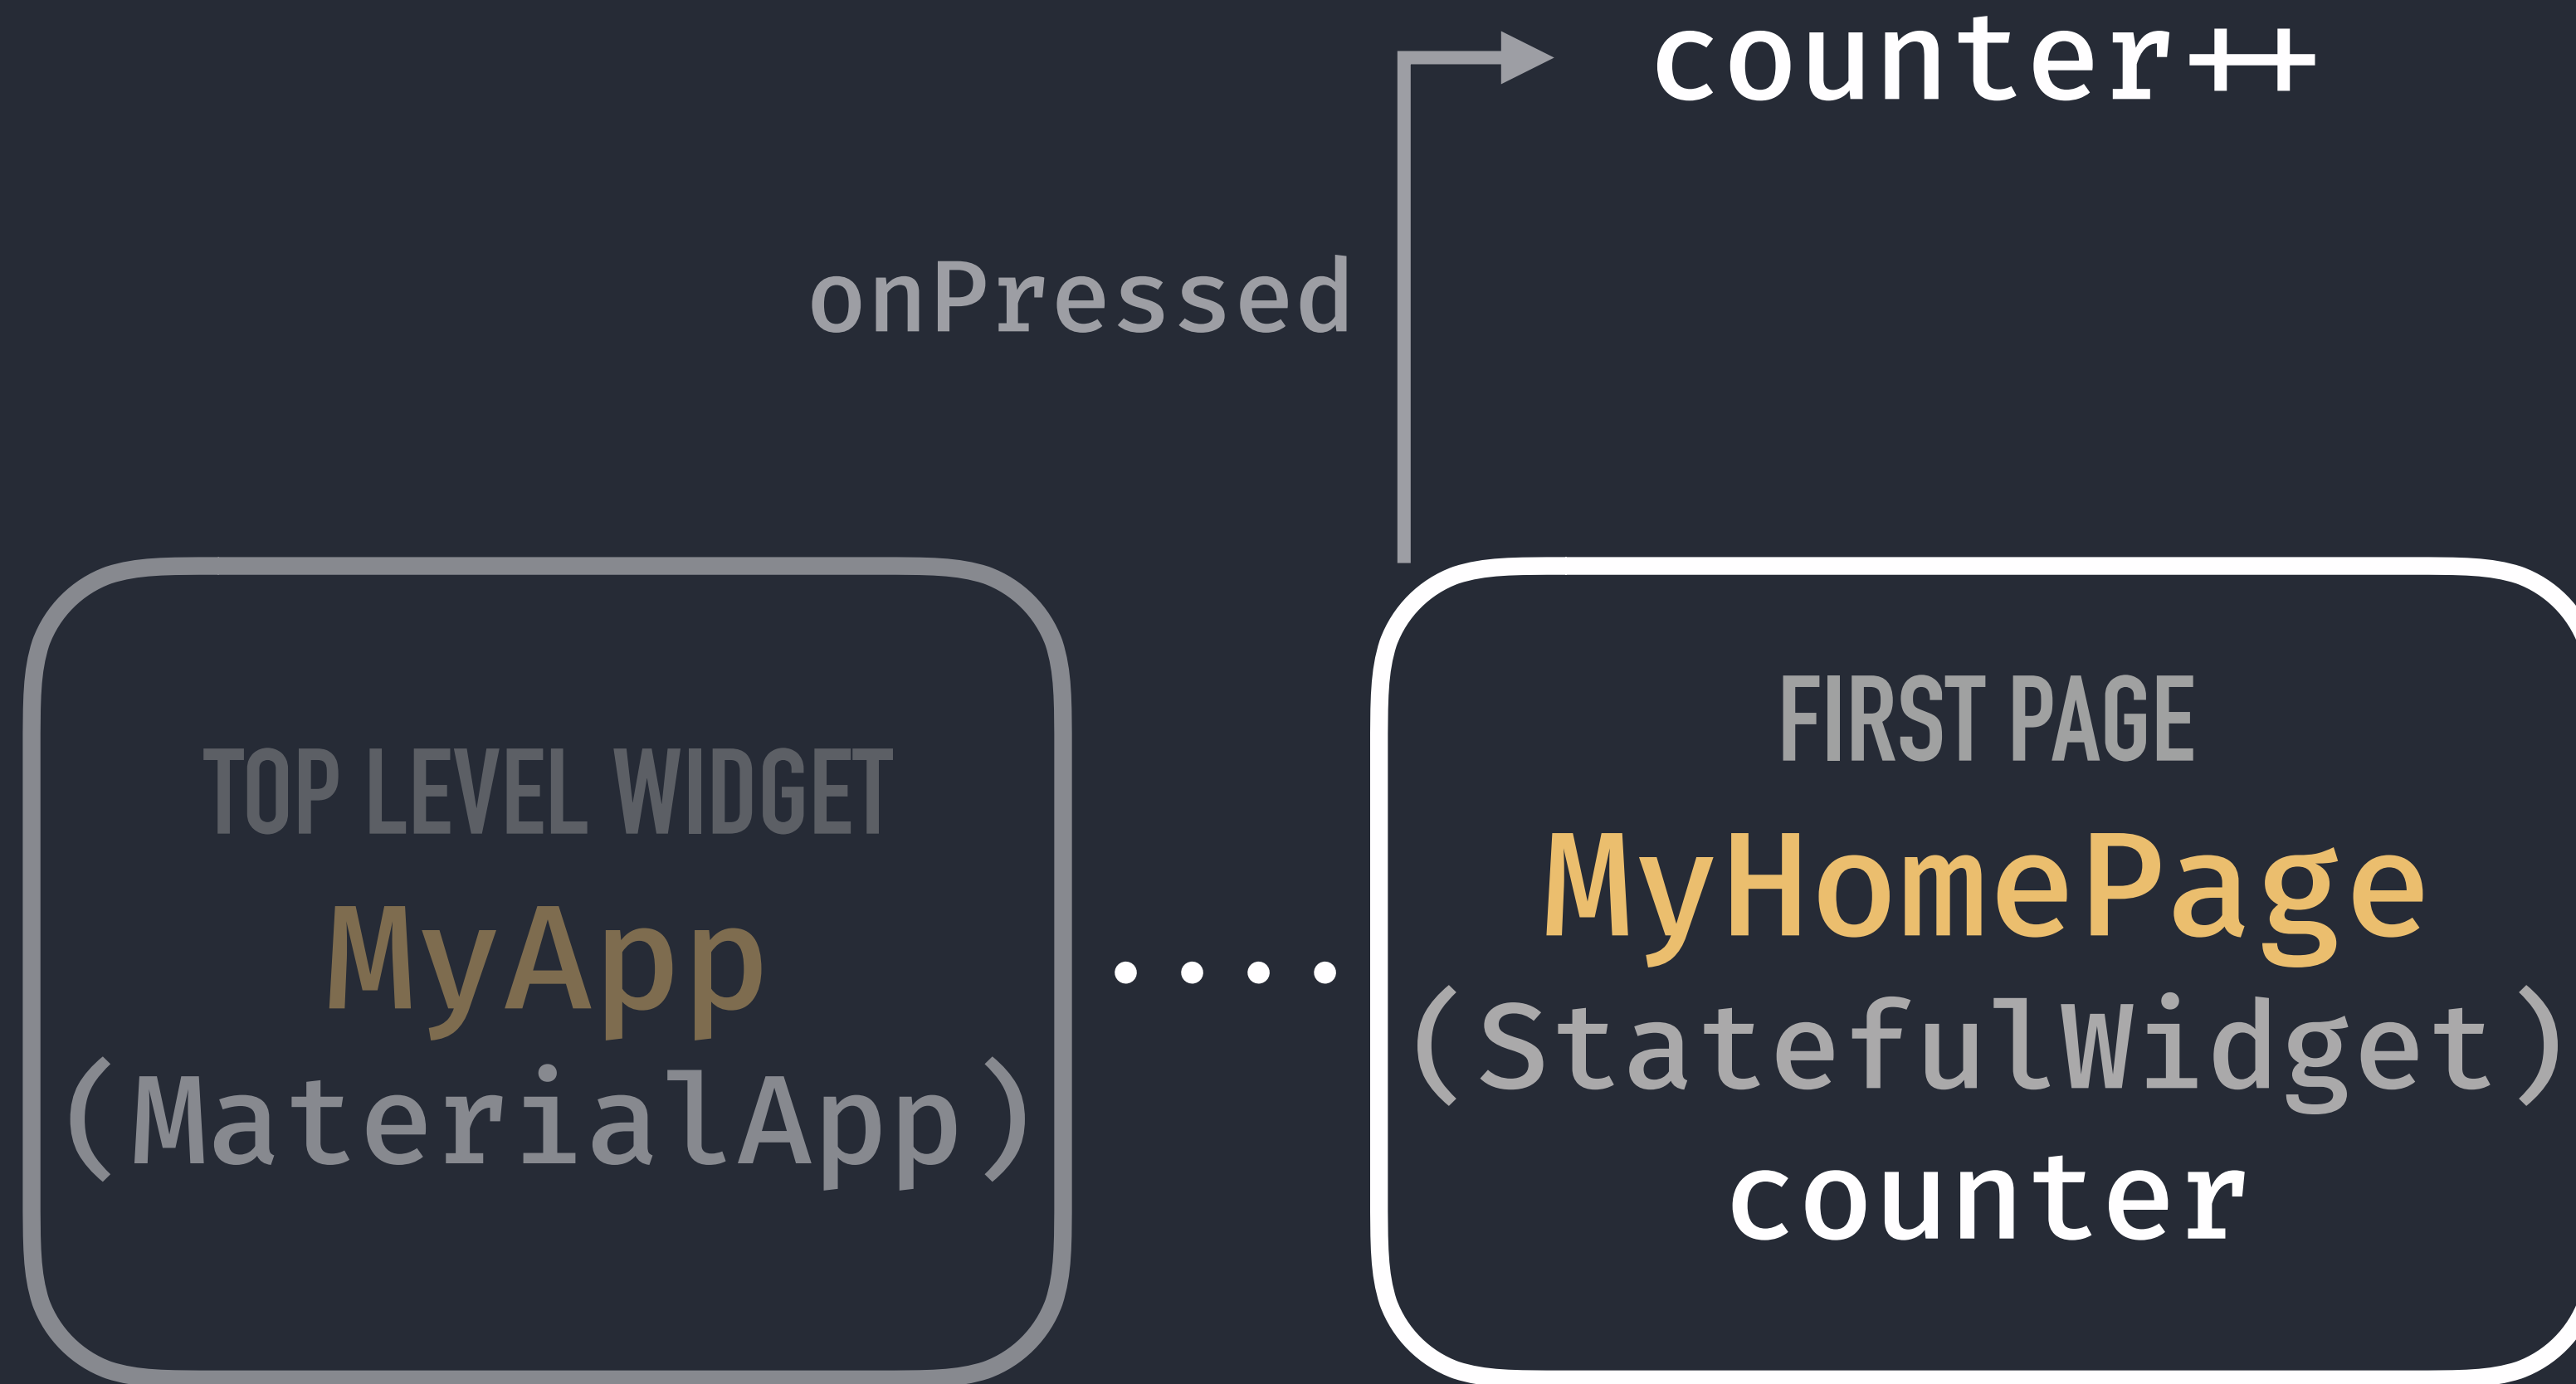 counter++
onPressed
TOP LEVEL WIDGET
MyApp
(MaterialApp)
FIRST PAGE
MyHomePage
(StatefulWidget)
counter